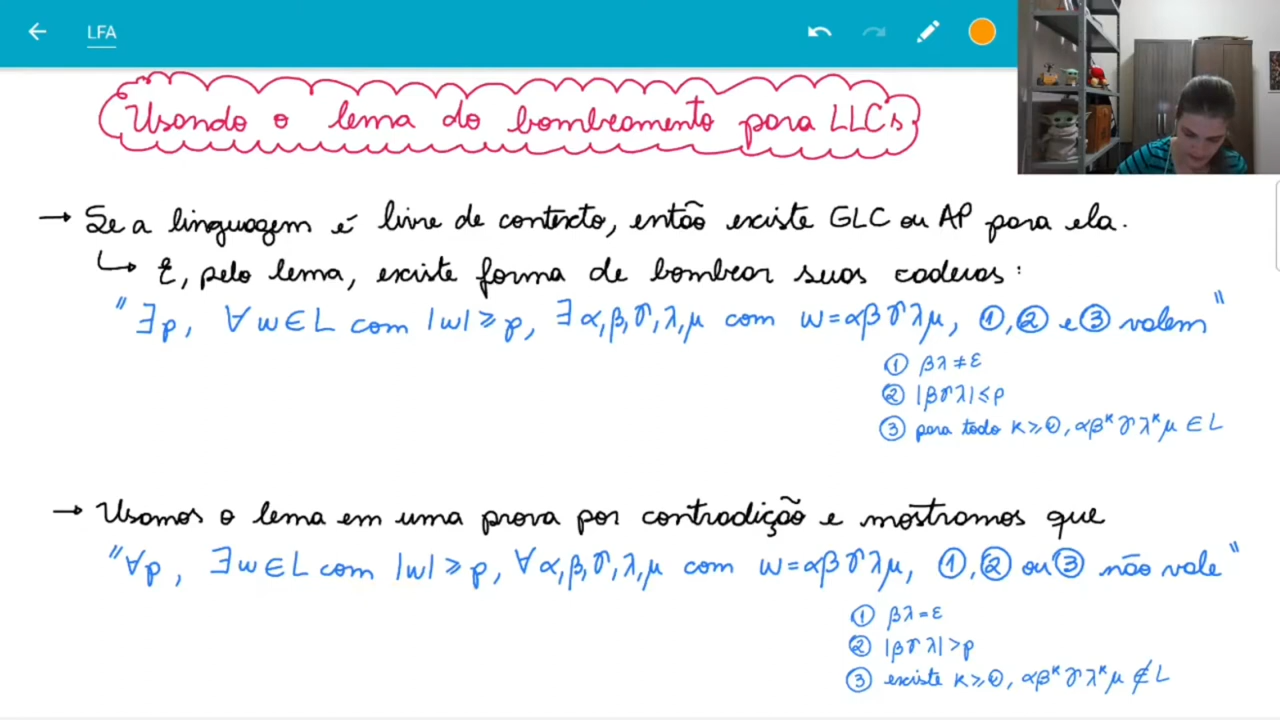 LFA
Usando o lema do bombeamento para LLCs
→ Se a linguagem é livre de contexto, então existe GLC ou AP para ela.
↳ E, pelo lema, existe forma de bombear suas cadeias:
"∃p, ∀w∈L com |w|≥p, ∃α,β,γ,λ,μ com w=αβγλμ, ①,② e ③ valem"
① βλ≠ε
② |βγλ|≤p
③ para todo k≥0, αβᵏγλᵏμ ∈ L
→ Usamos o lema em uma prova por contradição e mostramos que
"∀p, ∃w∈L com |w|≥p, ∀α,β,γ,λ,μ com w=αβγλμ, ①,② ou ③ não vale"
① βλ=ε
② |βγλ|>p
③ existe k≥0, αβᵏγλᵏμ ∉ L